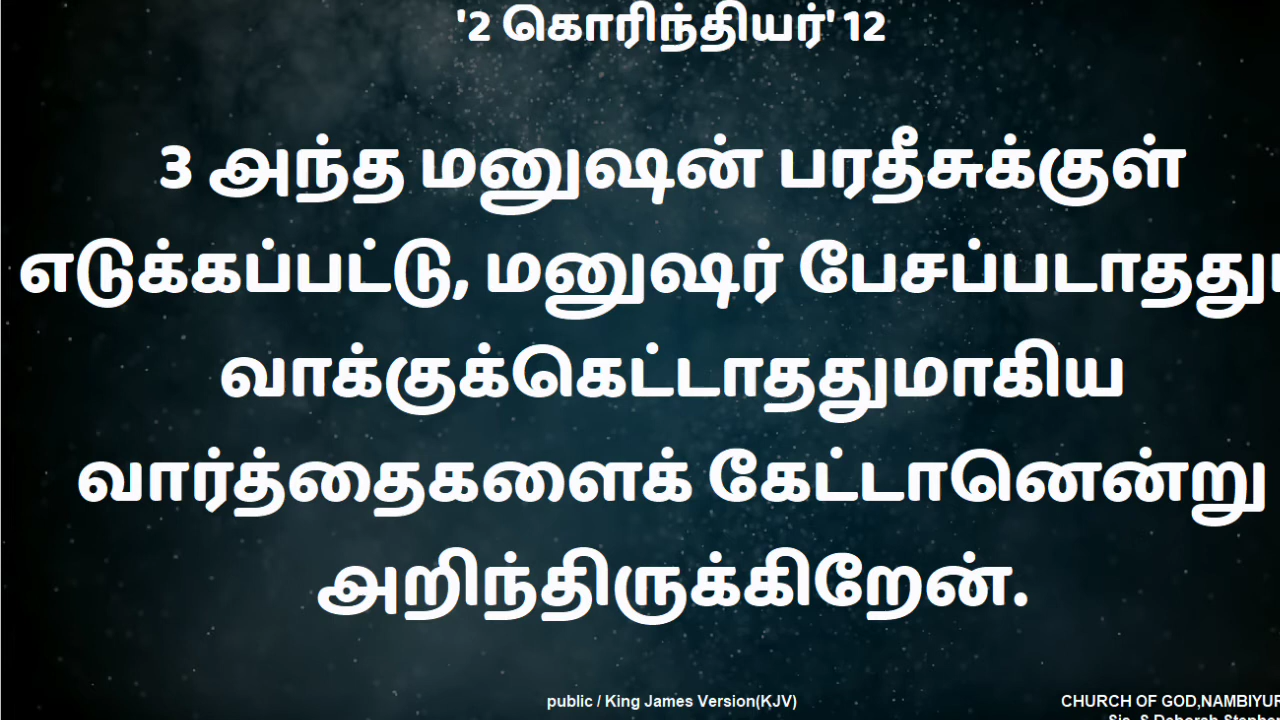 '2 கொரிந்தியர்' 12
3 அந்த மனுஷன் பரதீசுக்குள்
எடுக்கப்பட்டு, மனுஷர் பேசப்படாதது
வாக்குக்கெட்டாததுமாகிய
வார்த்தைகளைக் கேட்டானென்று
அறிந்திருக்கிறேன்.
public / King James Version(KJV)
CHURCH OF GOD,NAMBIYUR